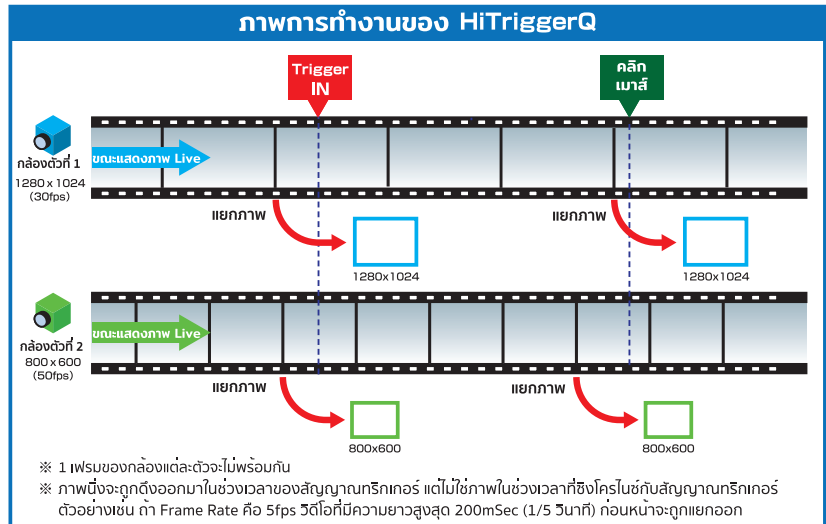 ภาพการทำงานของ HiTriggerQ
Trigger
IN
คลิก
เมาส์
กล้องตัวที่ 1
1280 x 1024
(30fps)
ขณะแสดงภาพ Live
แยกภาพ
1280x1024
แยกภาพ
1280x1024
กล้องตัวที่ 2
800 x 600
(50fps)
ขณะแสดงภาพ Live
แยกภาพ
800x600
แยกภาพ
800x600
※ 1 เฟรมของกล้องแต่ละตัวจะไม่พร้อมกัน
※ ภาพนิ่งจะถูกดึงออกมาในช่วงเวลาของสัญญาณทริกเกอร์ แต่ไม่ใช่ภาพในช่วงเวลาที่ซิงโครไนซ์กับสัญญาณทริกเกอร์
ตัวอย่างเช่น ถ้า Frame Rate คือ 5fps วิดีโอที่มีความยาวสูงสุด 200mSec (1/5 วินาที) ก่อนหน้าจะถูกแยกออก